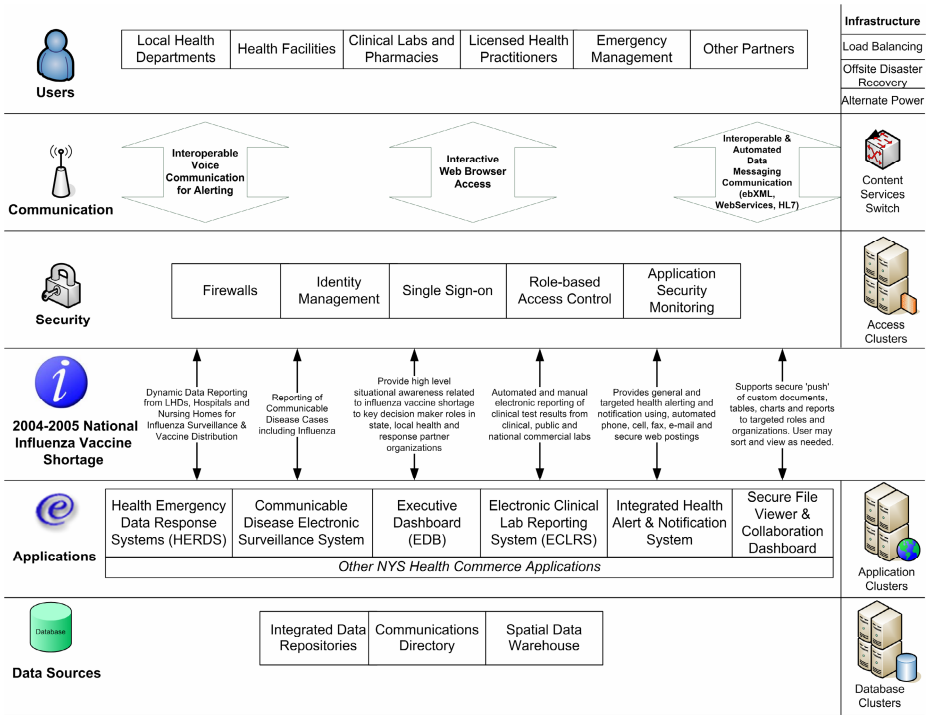 Infrastructure
Load Balancing
Offsite Disaster
Recovery
Alternate Power
Users
Local Health
Departments
Health Facilities
Clinical Labs and
Pharmacies
Licensed Health
Practitioners
Emergency
Management
Other Partners
Communication
Interoperable
Voice
Communication
for Alerting
Interactive
Web Browser
Access
Interoperable &
Automated
Data
Messaging
Communication
(ebXML,
WebServices, HL7)
Content
Services
Switch
Security
Firewalls
Identity
Management
Single Sign-on
Role-based
Access Control
Application
Security
Monitoring
Access
Clusters
i
2004-2005 National
Influenza Vaccine
Shortage
Dynamic Data Reporting
from LHDs, Hospitals and
Nursing Homes for
Influenza Surveillance &
Vaccine Distribution
Reporting of
Communicable
Disease Cases
including Influenza
Provide high level
situational awareness related
to influenza vaccine shortage
to key decision maker roles in
state, local health and
response partner
organizations
Automated and manual
electronic reporting of
clinical test results from
clinical, public and
national commercial labs
Provides general and
targeted health alerting and
notification using, automated
phone, cell, fax, e-mail and
secure web postings
Supports secure 'push'
of custom documents,
tables, charts and reports
to targeted roles and
organizations. User may
sort and view as needed.
e
Applications
Health Emergency
Data Response
Systems (HERDS)
Communicable
Disease Electronic
Surveillance System
Executive
Dashboard
(EDB)
Electronic Clinical
Lab Reporting
System (ECLRS)
Integrated Health
Alert & Notification
System
Secure File
Viewer &
Collaboration
Dashboard
Other NYS Health Commerce Applications
Application
Clusters
Database
Data Sources
Integrated Data
Repositories
Communications
Directory
Spatial Data
Warehouse
Database
Clusters